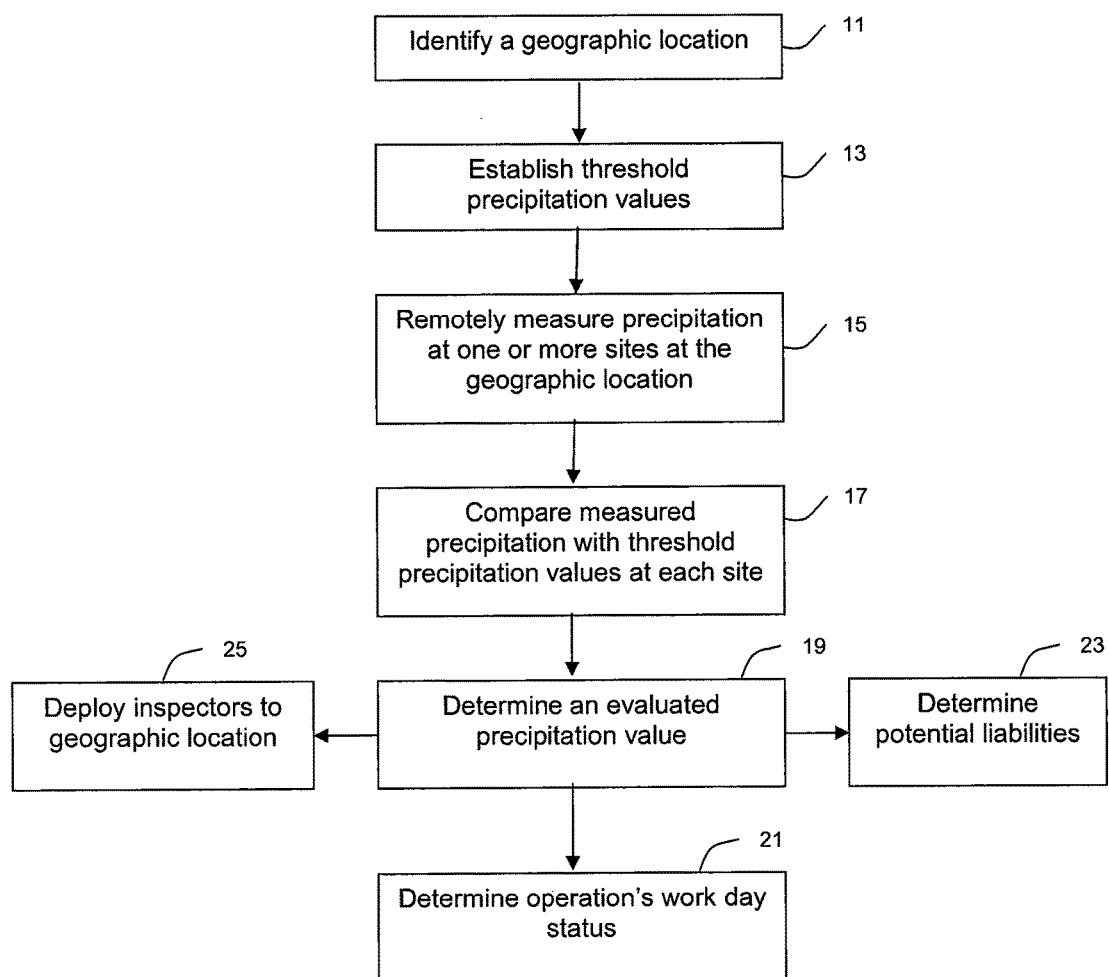 Identify a geographic location
11
Establish threshold
precipitation values
13
Remotely measure precipitation
at one or more sites at the
geographic location
15
Compare measured
precipitation with threshold
precipitation values at each site
17
25
Deploy inspectors to
geographic location
19
Determine an evaluated
precipitation value
23
Determine
potential liabilities
21
Determine operation's work day
status